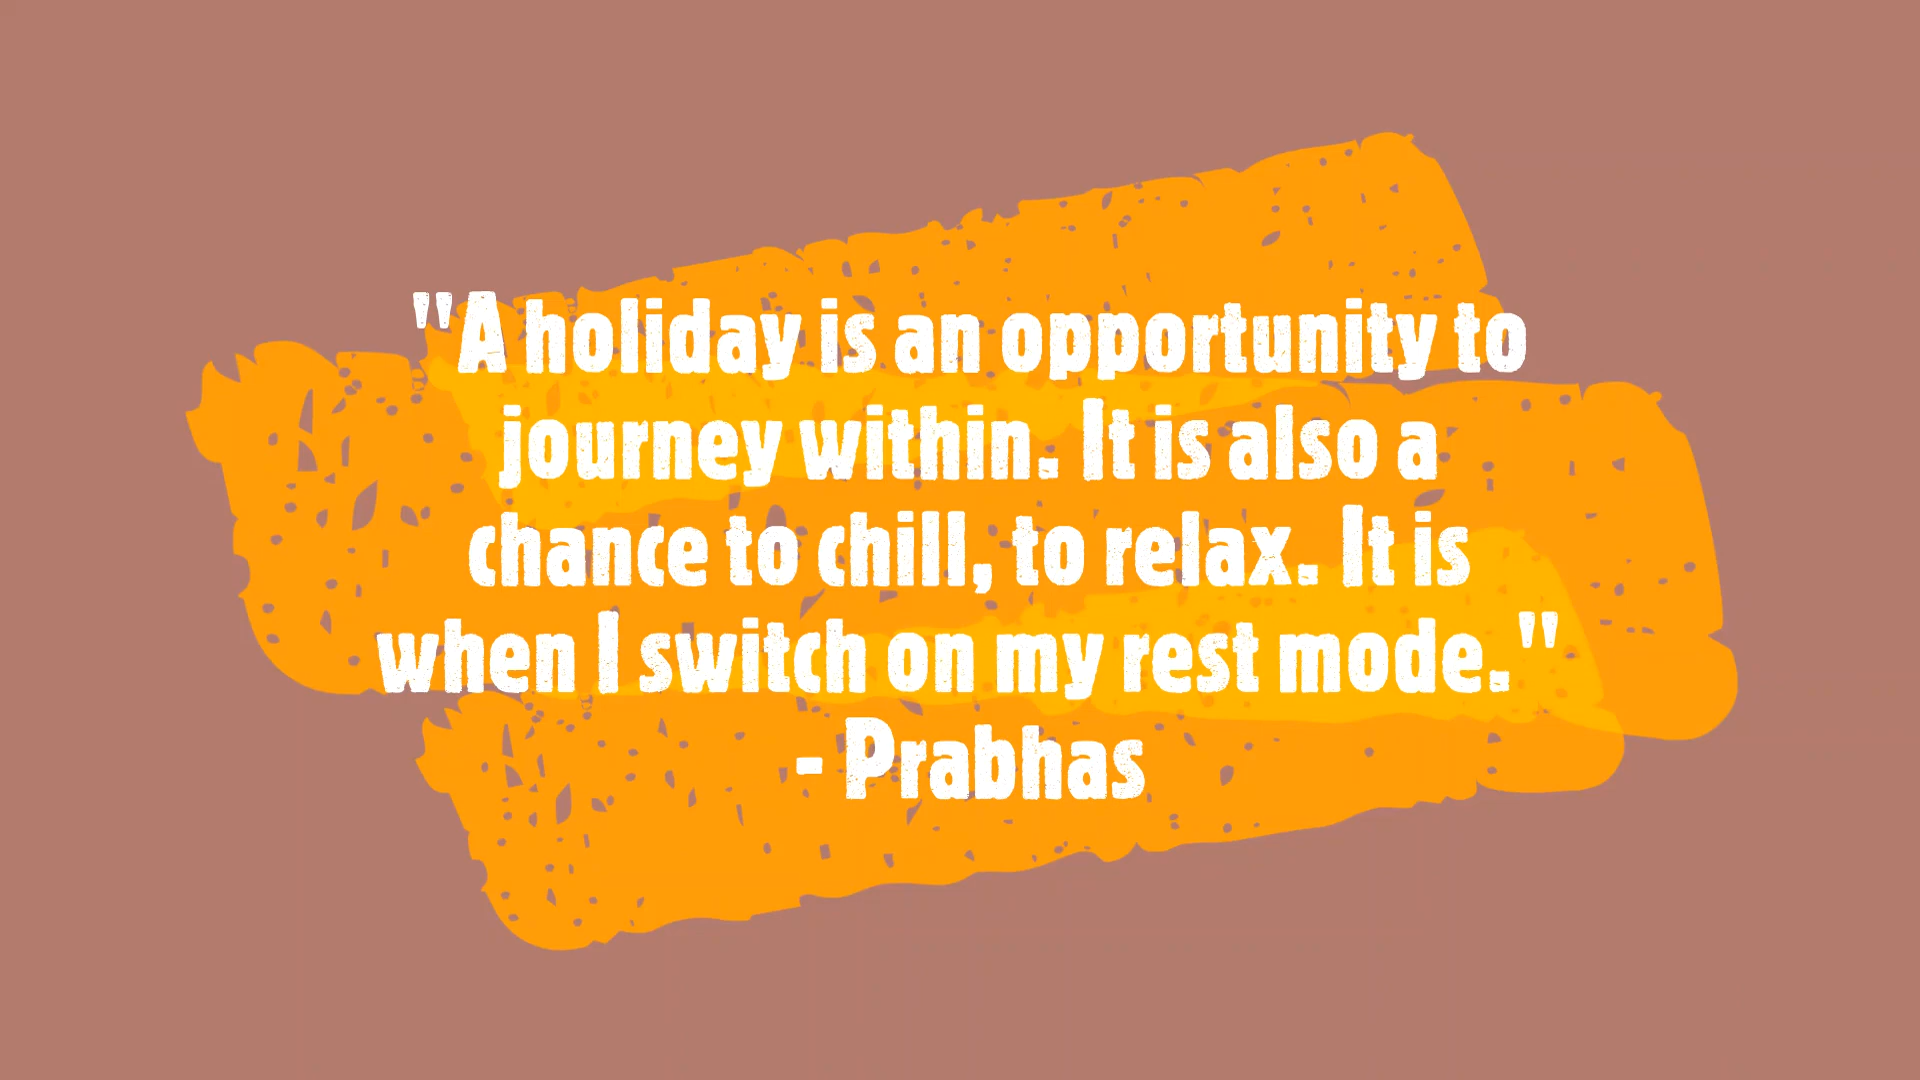 "A holiday is an opportunity to
journey within. It is also a
chance to chill, to relax. It is
when I switch on my rest mode."
- Prabhas